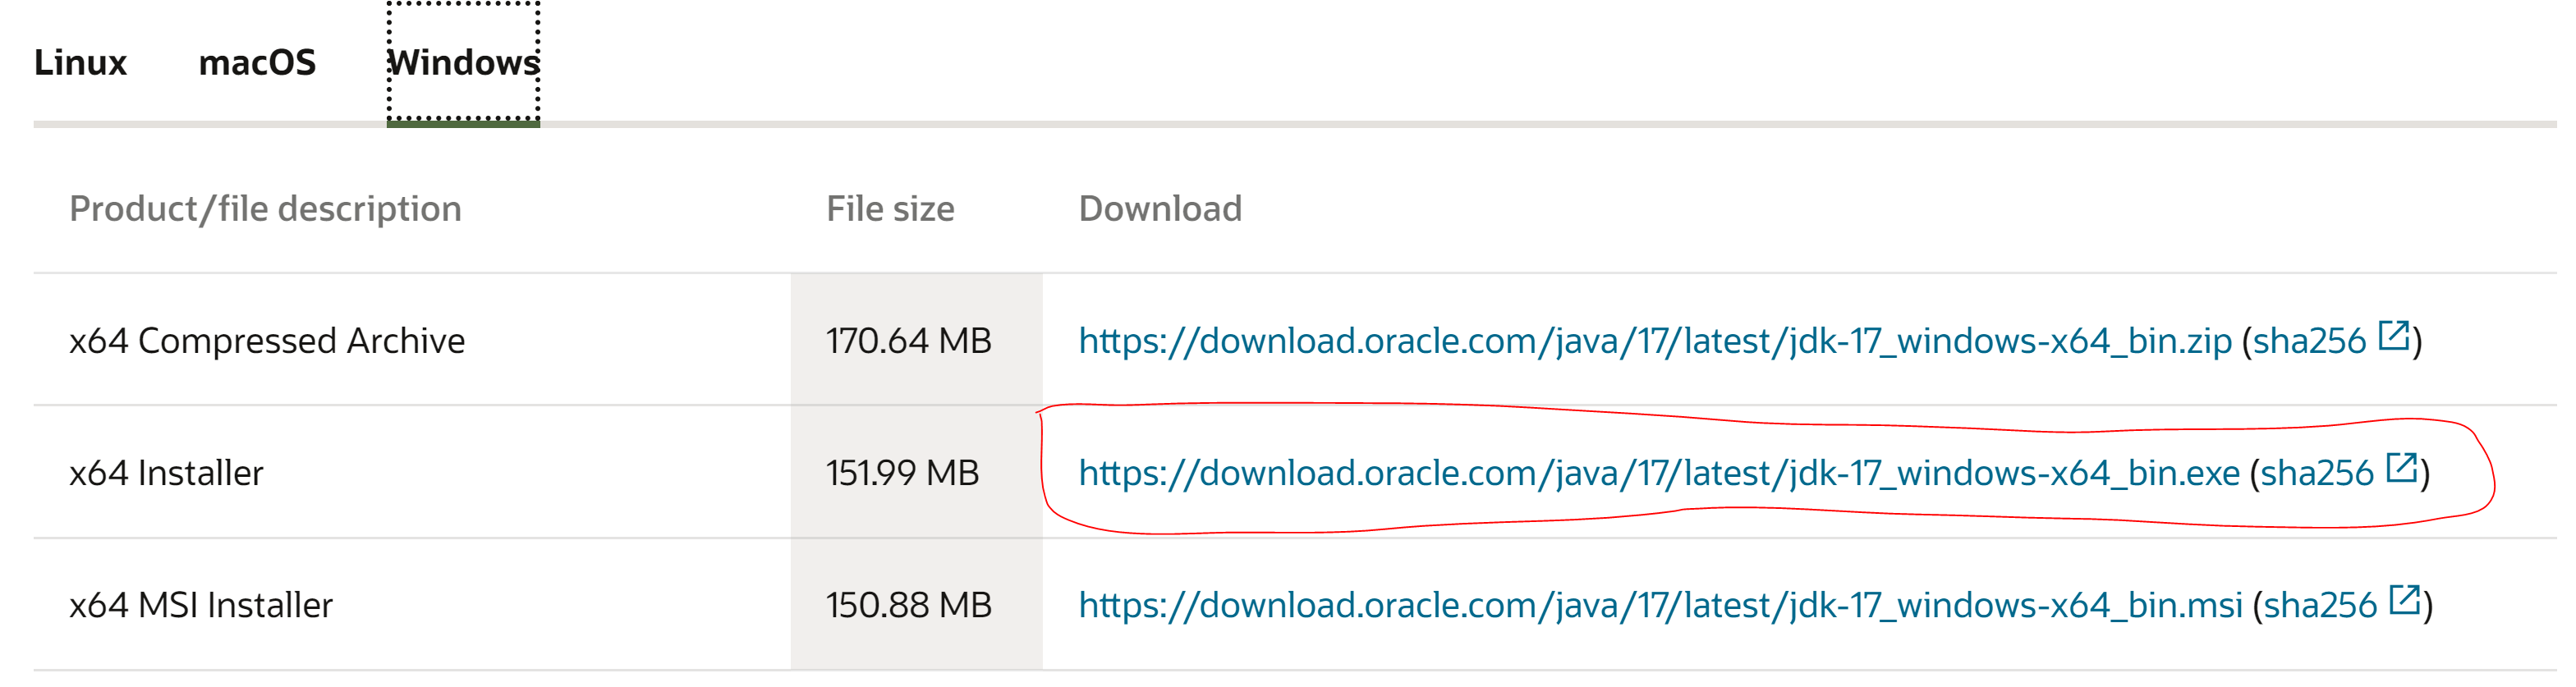 Linux macOS Windows
Product/file description File size Download
x64 Compressed Archive 170.64 MB https://download.oracle.com/java/17/latest/jdk-17_windows-x64_bin.zip (sha256)
x64 Installer 151.99 MB https://download.oracle.com/java/17/latest/jdk-17_windows-x64_bin.exe (sha256)
x64 MSI Installer 150.88 MB https://download.oracle.com/java/17/latest/jdk-17_windows-x64_bin.msi (sha256)